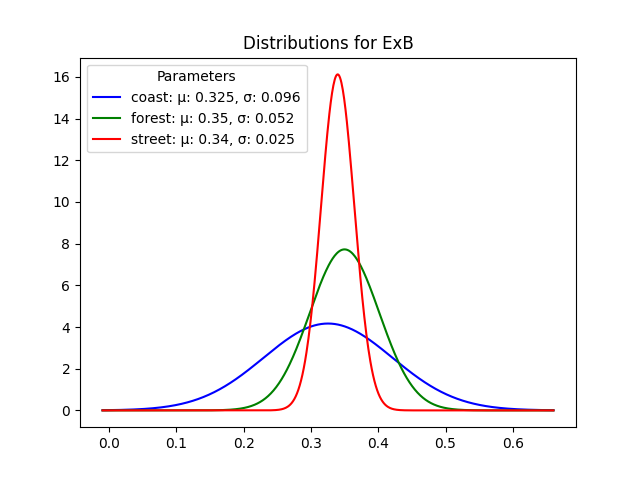 Distributions for ExB
Parameters
coast: μ: 0.325, σ: 0.096
forest: μ: 0.35, σ: 0.052
street: μ: 0.34, σ: 0.025
16
14
12
10
8
6
4
2
0
0.0 0.1 0.2 0.3 0.4 0.5 0.6